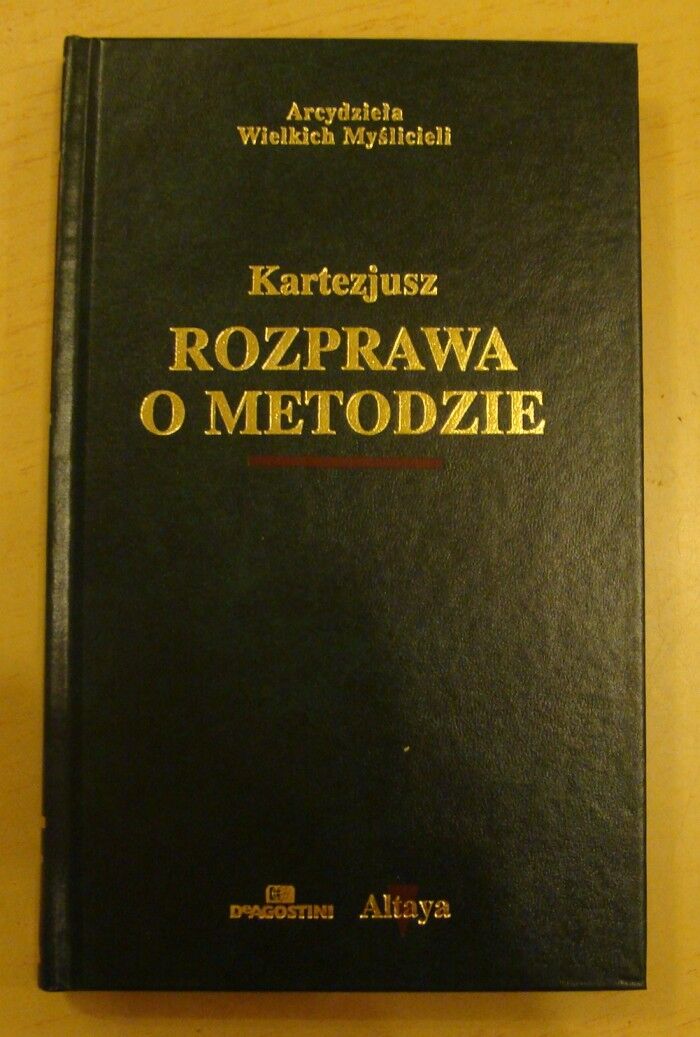 Arcydzieła
Wielkich Myślicieli
Kartezjusz
ROZPRAWA
O METODZIE
DeAGOSTINI Altaya